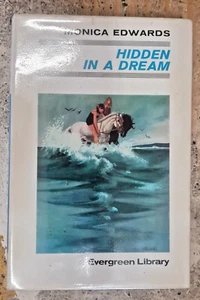 MONICA EDWARDS
HIDDEN
IN A DREAM
Evergreen Library